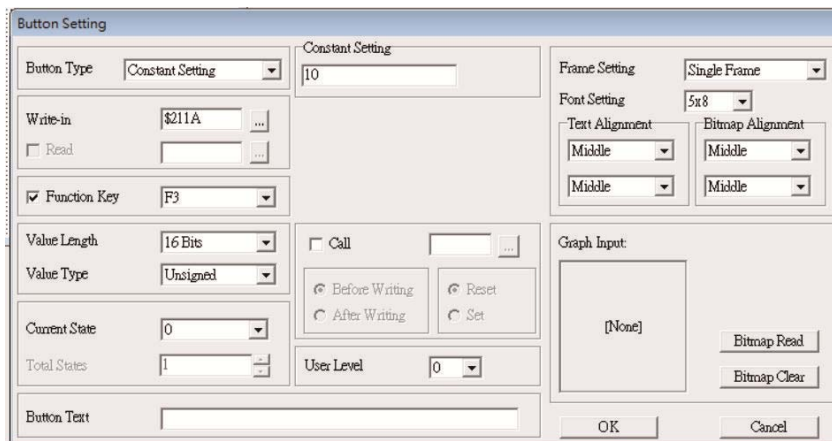 Button Setting
Button Type
Constant Setting
Constant Setting
10
Write-in
$211A
...
Read
...
Function Key
F3
Value Length
16 Bits
Value Type
Unsigned
Call
...
Before Writing
After Writing
Reset
Set
Current State
0
Total States
1
User Level
0
Button Text
Frame Setting
Single Frame
Font Setting
5x8
Text Alignment
Middle
Middle
Bitmap Alignment
Middle
Middle
Graph Input:
[None]
Bitmap Read
Bitmap Clear
OK
Cancel